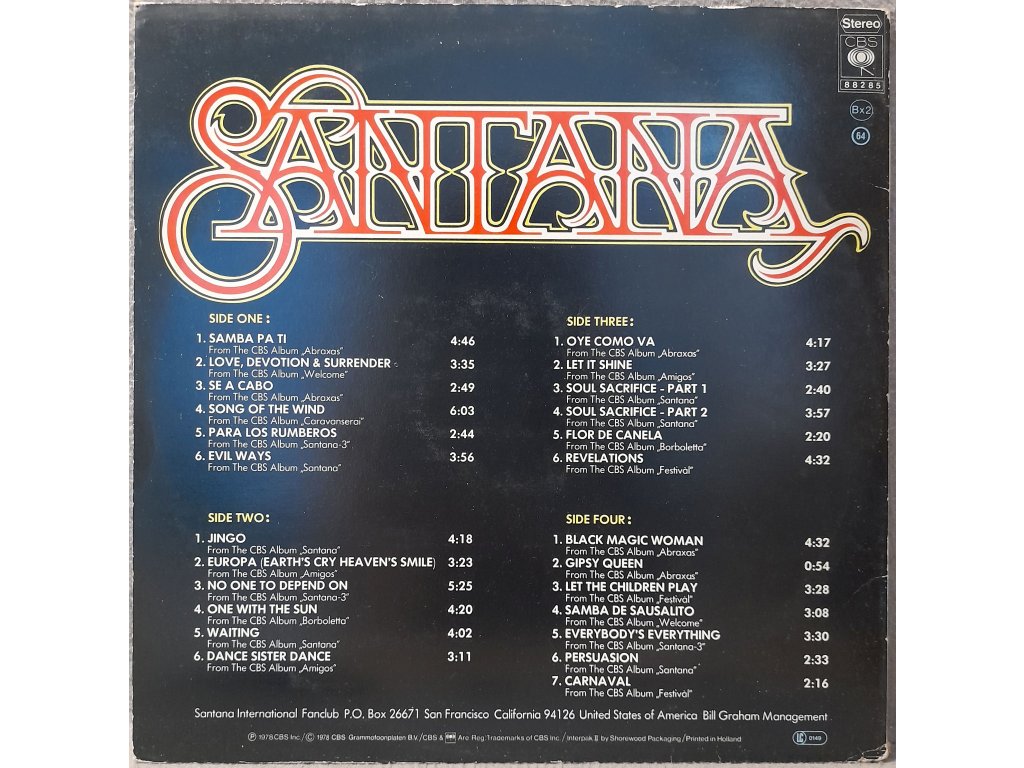 Stereo
CBS
88285
Bx2
64
SANTANA
SIDE ONE:
1. SAMBA PA TI 4:46
From The CBS Album „Abraxas"
2. LOVE, DEVOTION & SURRENDER 3:35
From The CBS Album „Welcome"
3. SE A CABO 2:49
From The CBS Album „Abraxas"
4. SONG OF THE WIND 6:03
From The CBS Album „Caravanserai"
5. PARA LOS RUMBEROS 2:44
From The CBS Album „Santana-3"
6. EVIL WAYS 3:56
From The CBS Album „Santana"
SIDE TWO:
1. JINGO 4:18
From The CBS Album „Santana"
2. EUROPA (EARTH'S CRY HEAVEN'S SMILE) 3:23
From The CBS Album „Amigos"
3. NO ONE TO DEPEND ON 5:25
From The CBS Album „Santana-3"
4. ONE WITH THE SUN 4:20
From The CBS Album „Borboletta"
5. WAITING 4:02
From The CBS Album „Santana"
6. DANCE SISTER DANCE 3:11
From The CBS Album „Amigos"
SIDE THREE:
1. OYE COMO VA 4:17
From The CBS Album „Abraxas"
2. LET IT SHINE 3:27
From The CBS Album „Amigos"
3. SOUL SACRIFICE - PART 1 2:40
From The CBS Album „Santana"
4. SOUL SACRIFICE - PART 2 3:57
From The CBS Album „Santana"
5. FLOR DE CANELA 2:20
From The CBS Album „Borboletta"
6. REVELATIONS 4:32
From The CBS Album „Festivàl"
SIDE FOUR:
1. BLACK MAGIC WOMAN 4:32
From The CBS Album „Abraxas"
2. GIPSY QUEEN 0:54
From The CBS Album „Abraxas"
3. LET THE CHILDREN PLAY 3:28
From The CBS Album „Festivàl"
4. SAMBA DE SAUSALITO 3:08
From The CBS Album „Welcome"
5. EVERYBODY'S EVERYTHING 3:30
From The CBS Album „Santana-3"
6. PERSUASION 2:33
From The CBS Album „Santana"
7. CARNAVAL 2:16
From The CBS Album „Festivàl"
Santana International Fanclub P.O. Box 26671 San Francisco California 94126 United States of America Bill Graham Management
Ⓟ 1978 CBS Inc./Ⓒ 1978 CBS Grammofoonplaten B.V./CBS & CBS Are Reg: Trademarks of CBS Inc./Interpak II by Shorewood Packaging/Printed in Holland
LC 0149